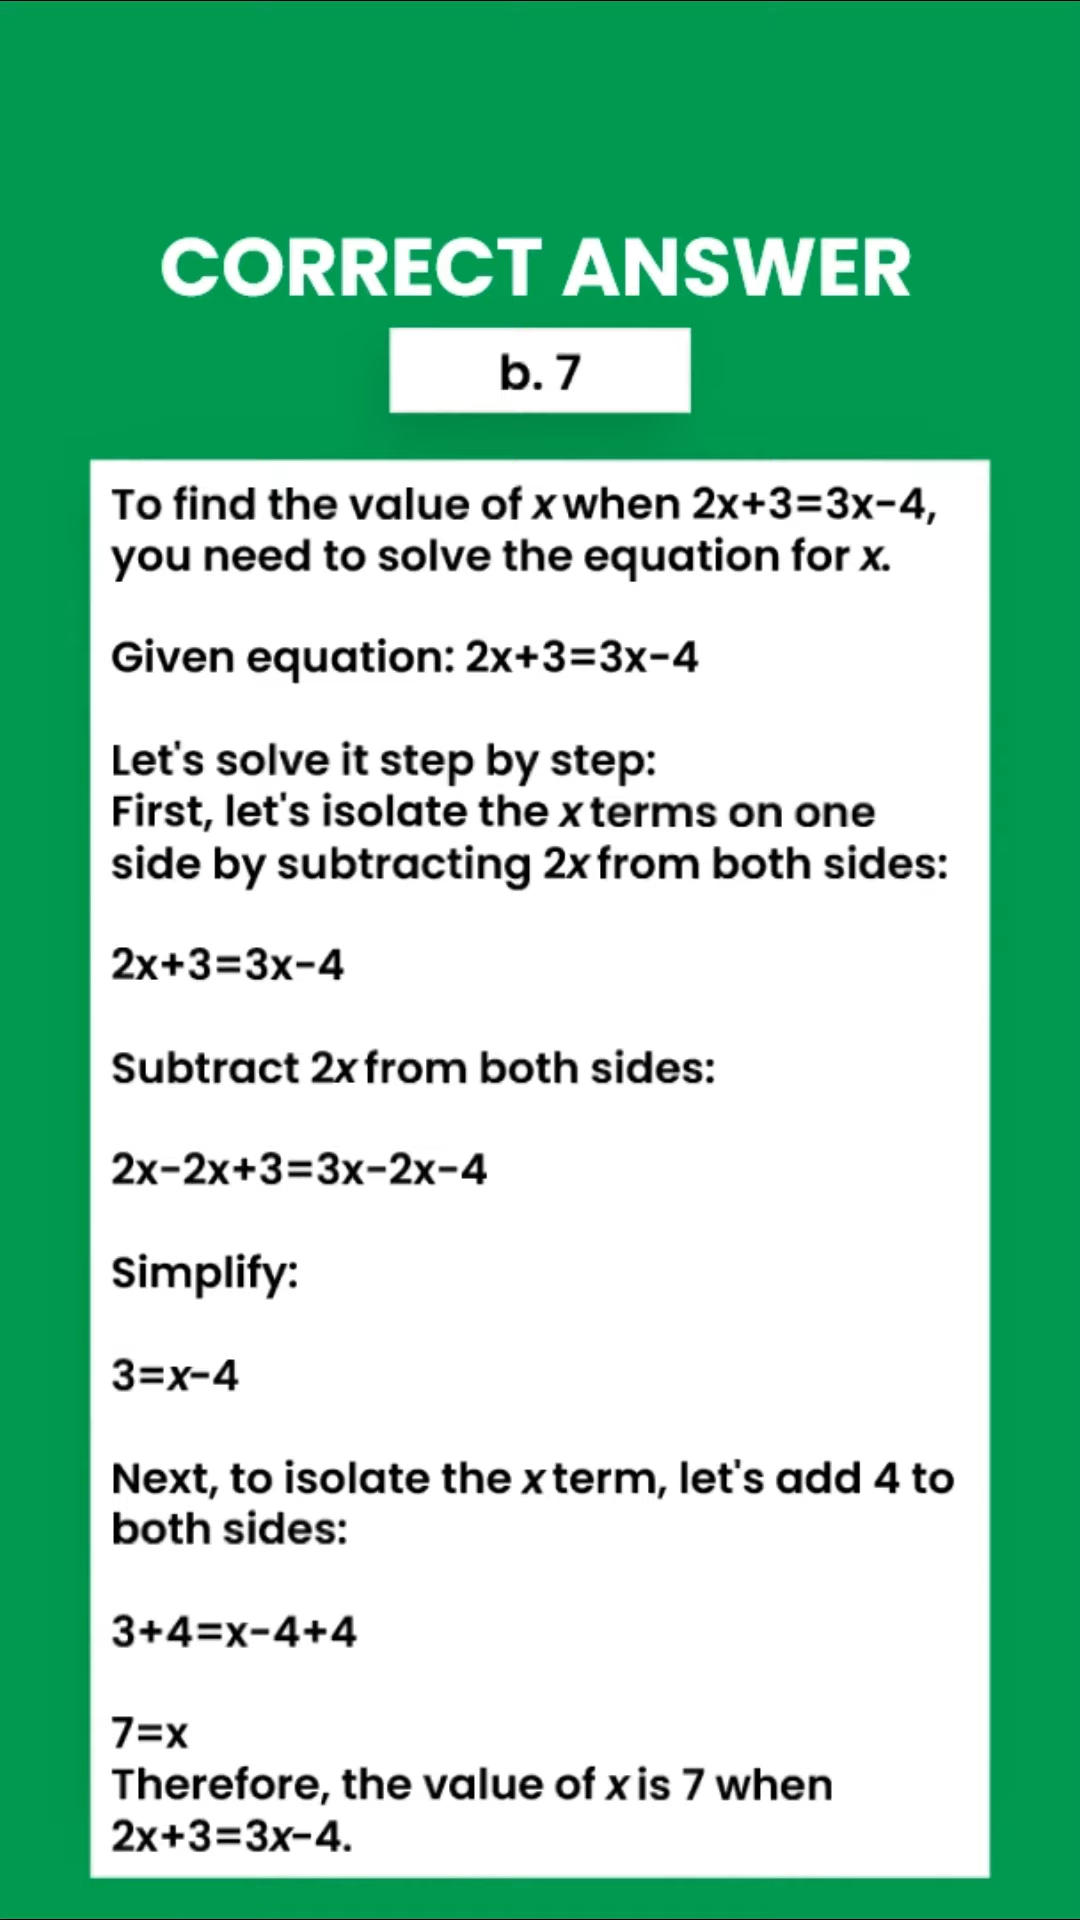 CORRECT ANSWER
b. 7
To find the value of x when 2x+3=3x−4,
you need to solve the equation for x.
Given equation: 2x+3=3x−4
Let's solve it step by step:
First, let's isolate the x terms on one
side by subtracting 2x from both sides:
2x+3=3x−4
Subtract 2x from both sides:
2x−2x+3=3x−2x−4
Simplify:
3=x−4
Next, to isolate the x term, let's add 4 to
both sides:
3+4=x−4+4
7=x
Therefore, the value of x is 7 when
2x+3=3x−4.